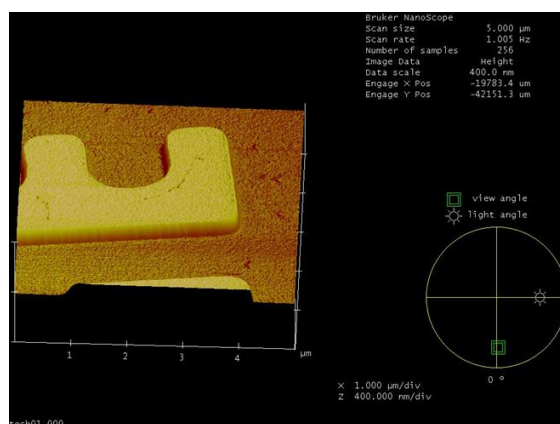 Bruker NanoScope
Scan size 5.000 µm
Scan rate 1.005 Hz
Number of samples 256
Image Data Height
Data scale 400.0 nm
Engage X Pos -19783.4 um
Engage Y Pos -42151.3 um
view angle
light angle
1 2 3 4 µm
0 º
X 1.000 µm/div
Z 400.000 nm/div